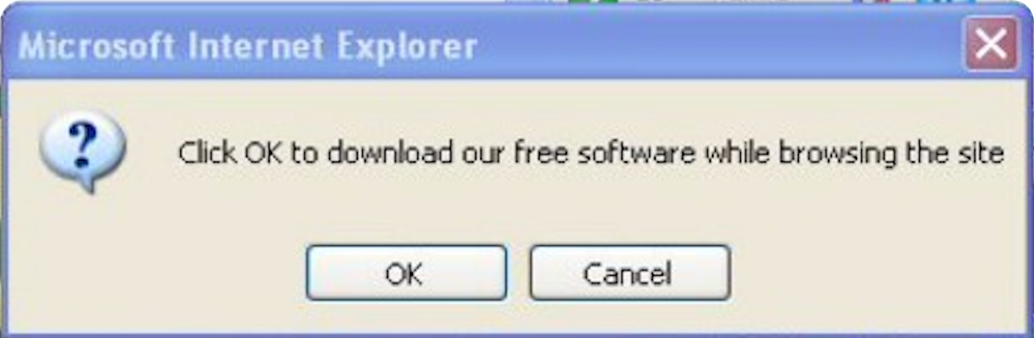 Microsoft Internet Explorer
?
Click OK to download our free software while browsing the site
OK
Cancel